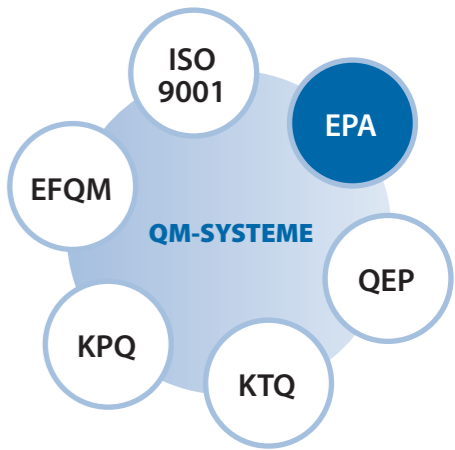 ISO
9001
EPA
EFQM
QM-SYSTEME
QEP
KPQ
KTQ